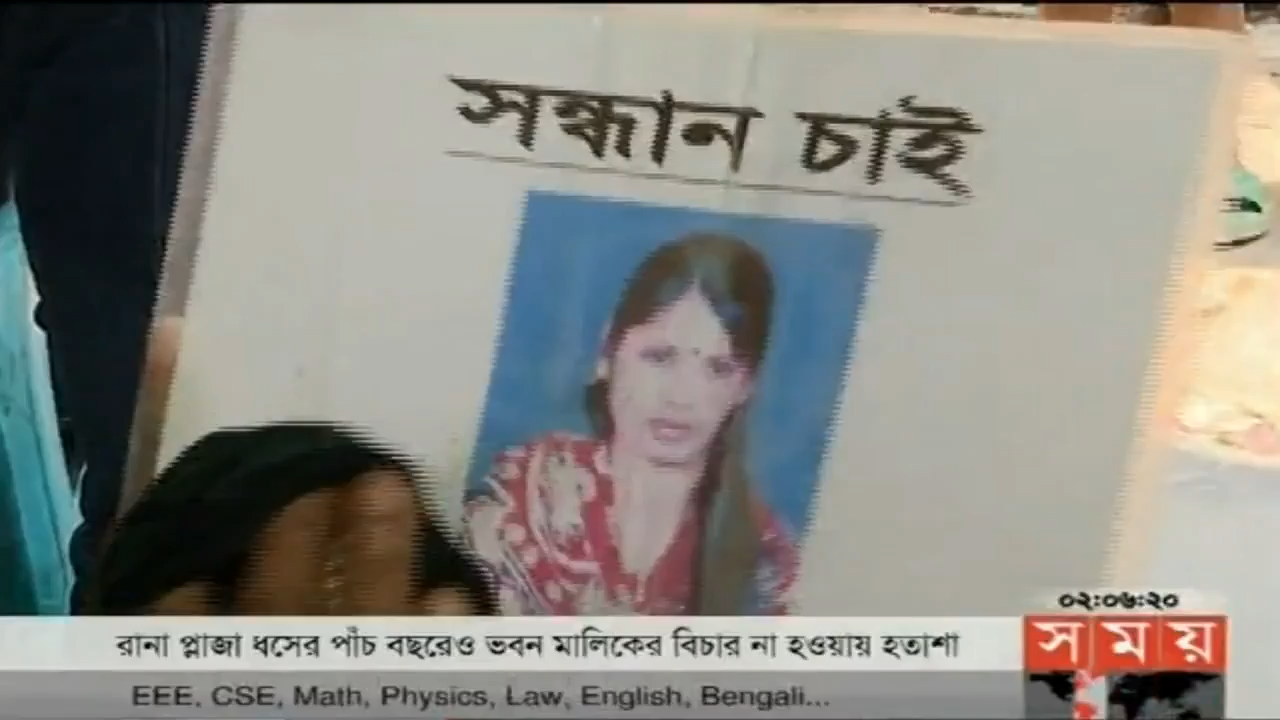 সন্ধান চাই
০২:০৬:২০
রানা প্লাজা ধসের পাঁচ বছরেও ভবন মালিকের বিচার না হওয়ায় হতাশা
সময়
EEE, CSE, Math, Physics, Law, English, Bengali...